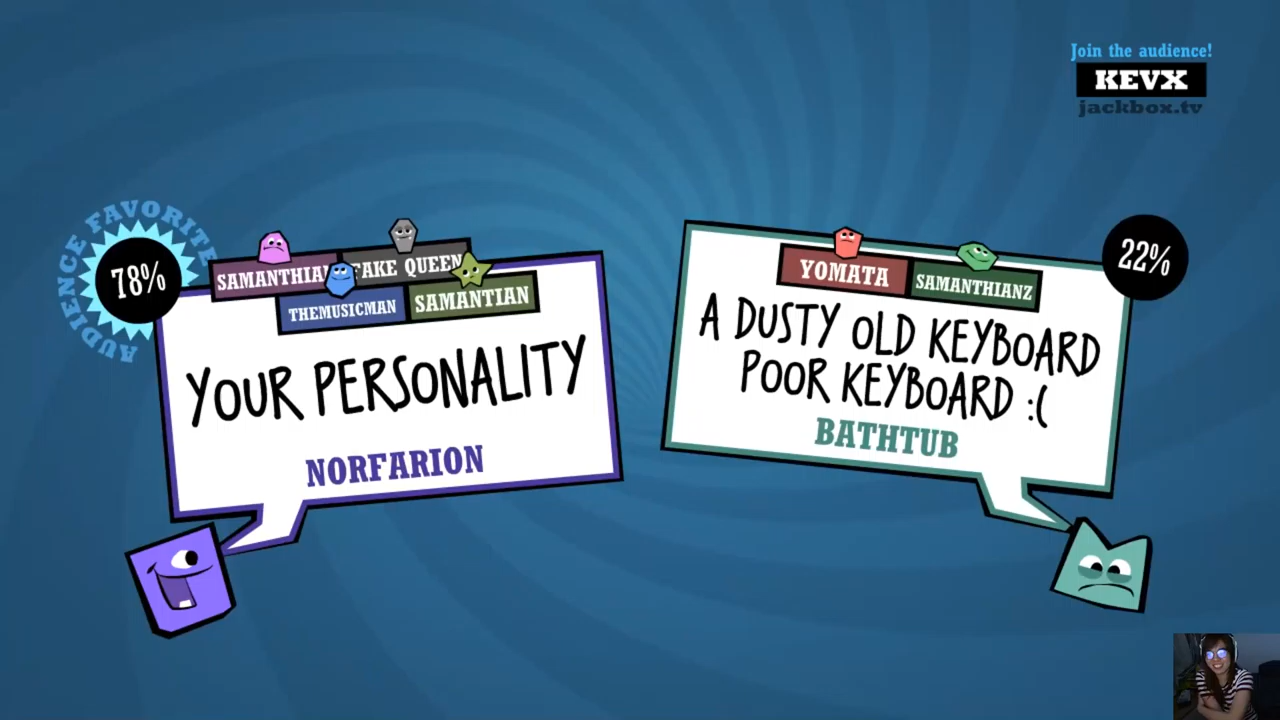 Join the audience!
KEVX
jackbox.tv
AUDIENCE FAVORITE
78%
FAKE QUEEN
THEMUSICMAN
SAMANTIAN
YOUR PERSONALITY
NORFARION
22%
YOMATA
SAMANTHIANZ
A DUSTY OLD KEYBOARD
POOR KEYBOARD :(
BATHTUB